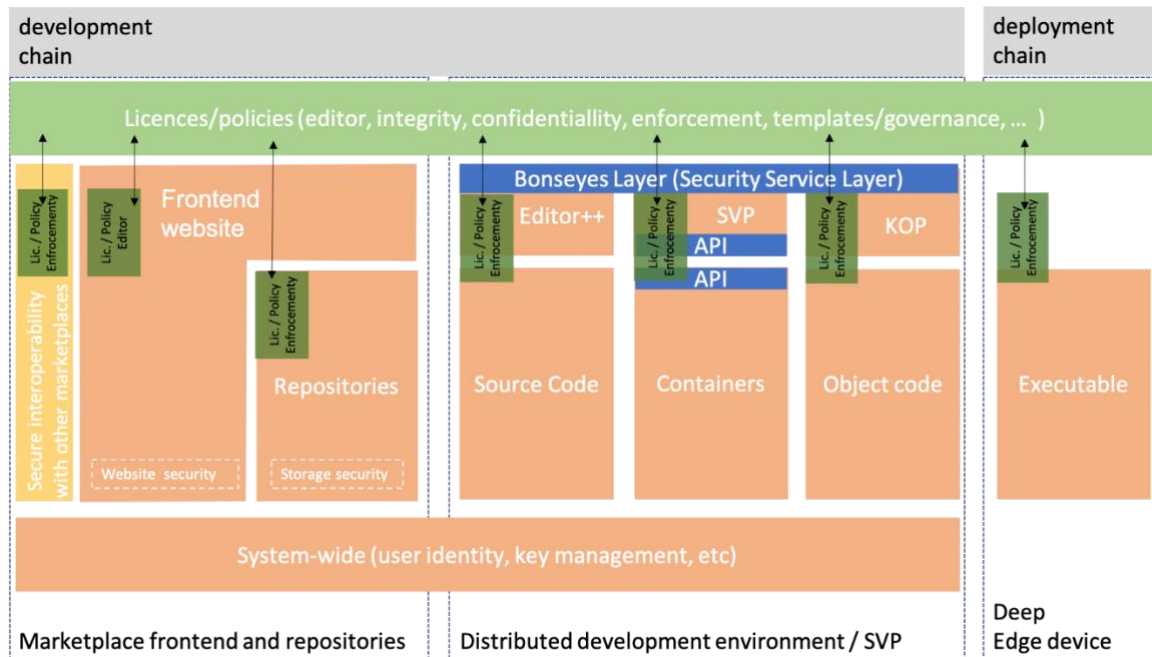 development
chain
deployment
chain
Licences/policies (editor, integrity, confidentiallity, enforcement, templates/governance, ... )
Lic. / Policy
Enfrocementy
Secure interoperability
with other marketplaces
Lic. / Policy
Editor
Frontend
website
Website security
Lic. / Policy
Enfrocementy
Repositories
Storage security
Bonseyes Layer (Security Service Layer)
Lic. / Policy
Enfrocementy
Editor++
Source Code
Lic. / Policy
Enfrocementy
SVP
API
API
Containers
Lic. / Policy
Enfrocementy
KOP
Object code
Lic. / Policy
Enfrocementy
Executable
System-wide (user identity, key management, etc)
Marketplace frontend and repositories
Distributed development environment / SVP
Deep
Edge device